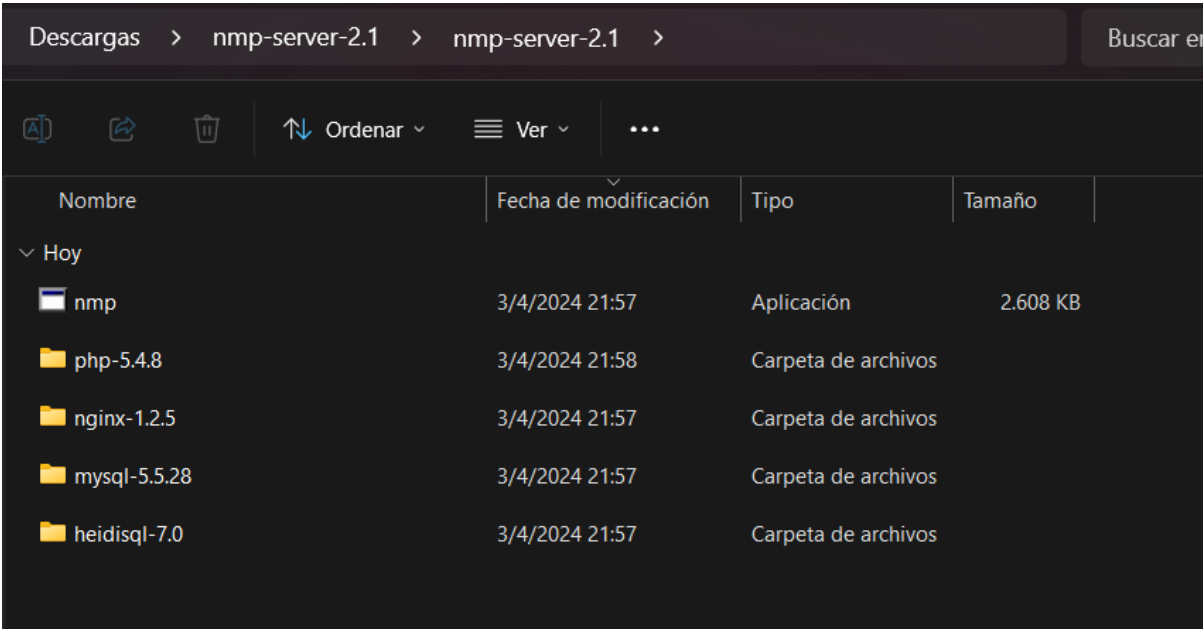 Descargas > nmp-server-2.1 > nmp-server-2.1 > Buscar en
Ordenar Ver
Nombre Fecha de modificación Tipo Tamaño
Hoy
nmp 3/4/2024 21:57 Aplicación 2.608 KB
php-5.4.8 3/4/2024 21:58 Carpeta de archivos
nginx-1.2.5 3/4/2024 21:57 Carpeta de archivos
mysql-5.5.28 3/4/2024 21:57 Carpeta de archivos
heidisql-7.0 3/4/2024 21:57 Carpeta de archivos